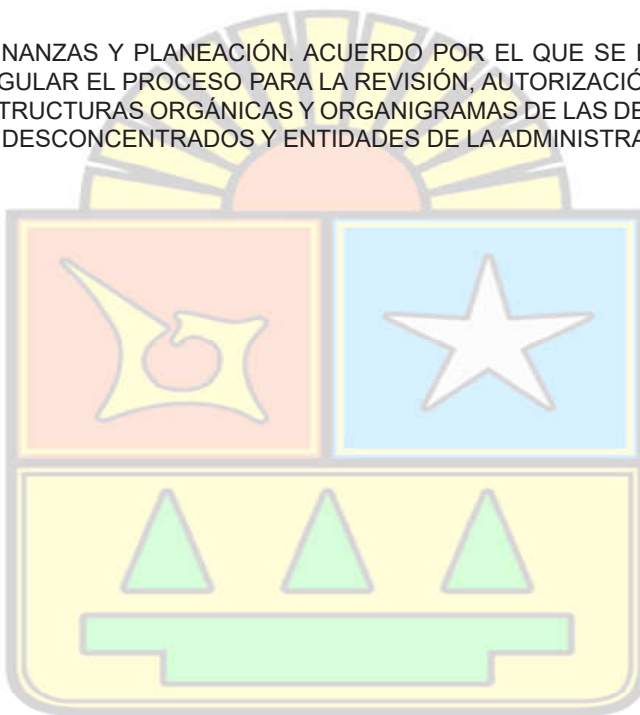 NANZAS Y PLANEACIÓN. ACUERDO POR EL QUE SE
GULAR EL PROCESO PARA LA REVISIÓN, AUTORIZACIÓ
TRUCTURAS ORGÁNICAS Y ORGANIGRAMAS DE LAS DE
DESCONCENTRADOS Y ENTIDADES DE LA ADMINISTRA